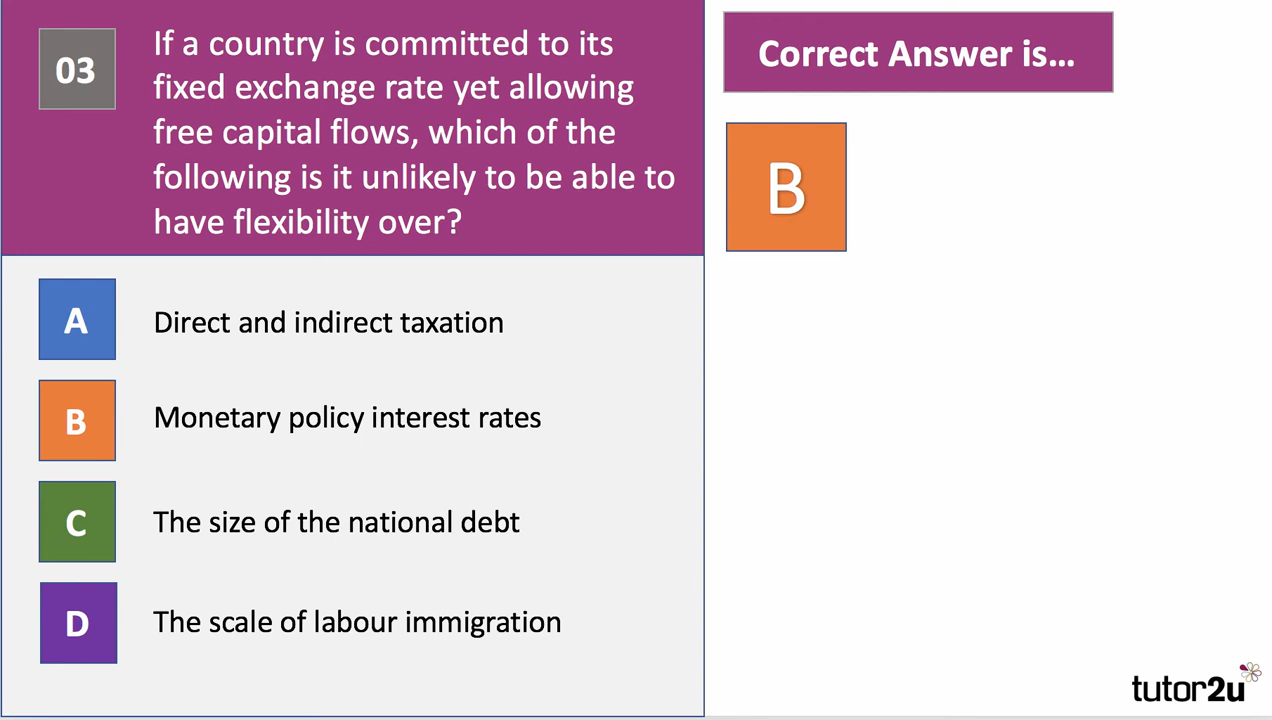 03
If a country is committed to its
fixed exchange rate yet allowing
free capital flows, which of the
following is it unlikely to be able to
have flexibility over?
A
Direct and indirect taxation
B
Monetary policy interest rates
C
The size of the national debt
D
The scale of labour immigration
Correct Answer is...
B
tutor2u